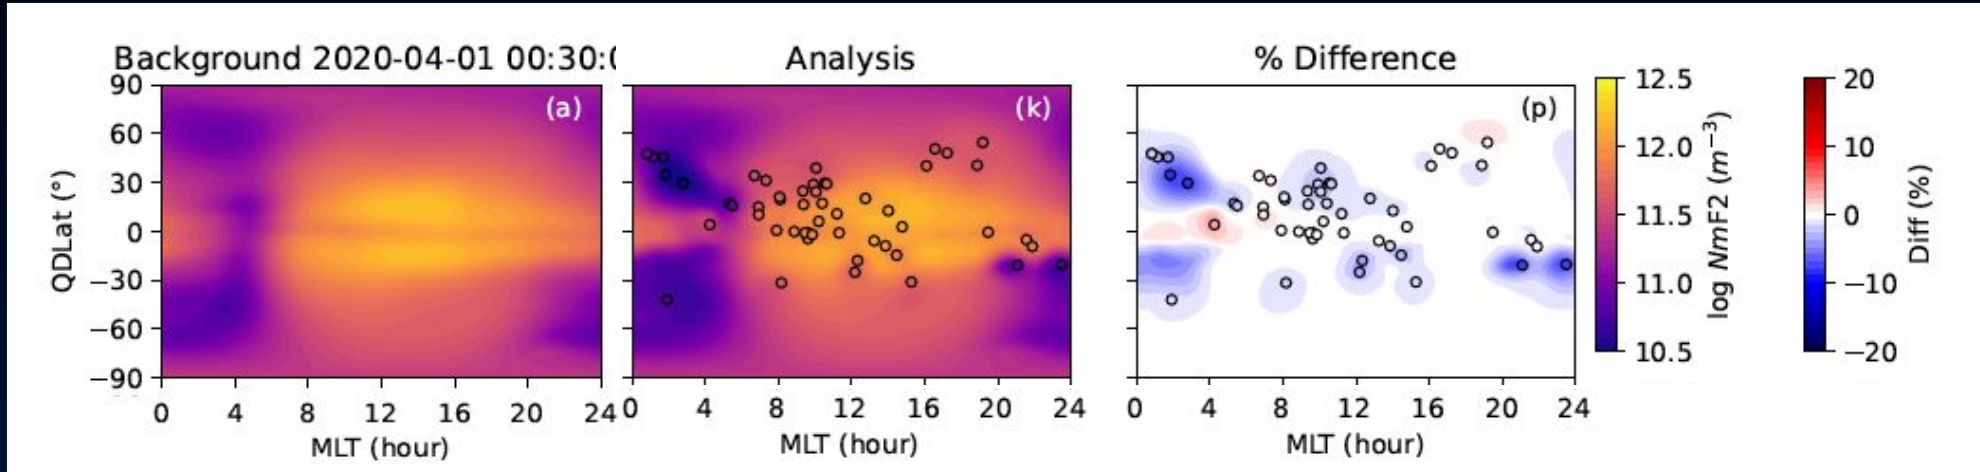 Background 2020-04-01 00:30:0
Analysis
% Difference
(a)
(k)
(p)
QDLat (°)
90
60
30
0
−30
−60
−90
0 4 8 12 16 20 24
MLT (hour)
0 4 8 12 16 20 24
MLT (hour)
0 4 8 12 16 20 24
MLT (hour)
12.5
12.0
11.5
11.0
10.5
log NmF2 (m⁻³)
20
10
0
−10
−20
Diff (%)